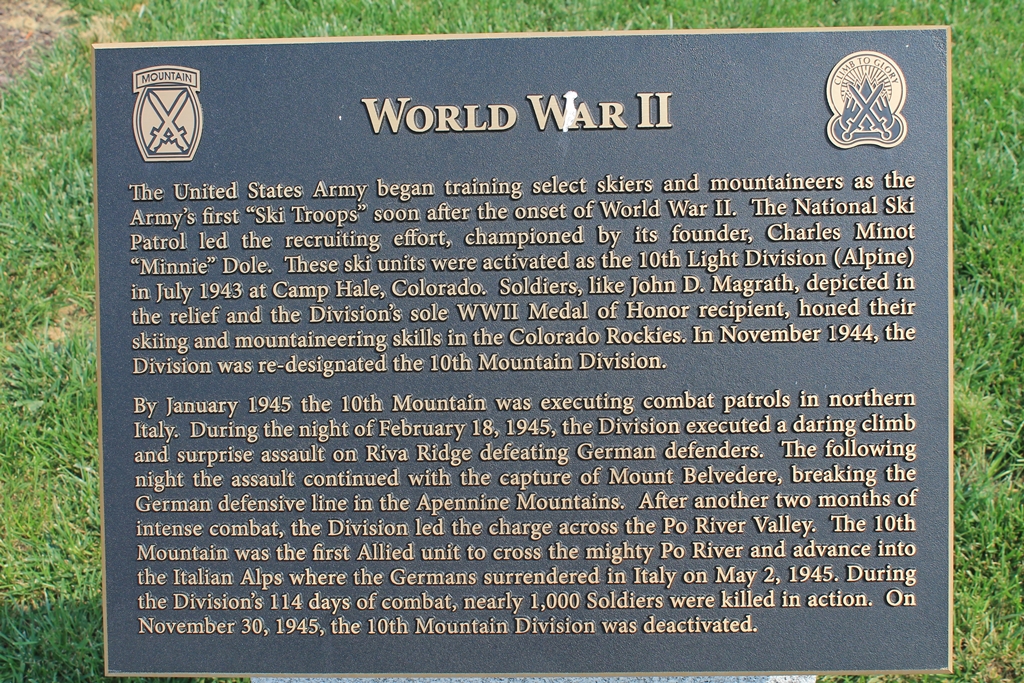 MOUNTAIN
CLIMB TO GLORY
WORLD WAR II
The United States Army began training select skiers and mountaineers as the
Army's first “Ski Troops” soon after the onset of World War II. The National Ski
Patrol led the recruiting effort, championed by its founder, Charles Minot
“Minnie” Dole. These ski units were activated as the 10th Light Division (Alpine)
in July 1943 at Camp Hale, Colorado. Soldiers, like John D. Magrath, depicted in
the relief and the Division's sole WWII Medal of Honor recipient, honed their
skiing and mountaineering skills in the Colorado Rockies. In November 1944, the
Division was re-designated the 10th Mountain Division.
By January 1945 the 10th Mountain was executing combat patrols in northern
Italy. During the night of February 18, 1945, the Division executed a daring climb
and surprise assault on Riva Ridge defeating German defenders. The following
night the assault continued with the capture of Mount Belvedere, breaking the
German defensive line in the Apennine Mountains. After another two months of
intense combat, the Division led the charge across the Po River Valley. The 10th
Mountain was the first Allied unit to cross the mighty Po River and advance into
the Italian Alps where the Germans surrendered in Italy on May 2, 1945. During
the Division's 114 days of combat, nearly 1,000 Soldiers were killed in action. On
November 30, 1945, the 10th Mountain Division was deactivated.